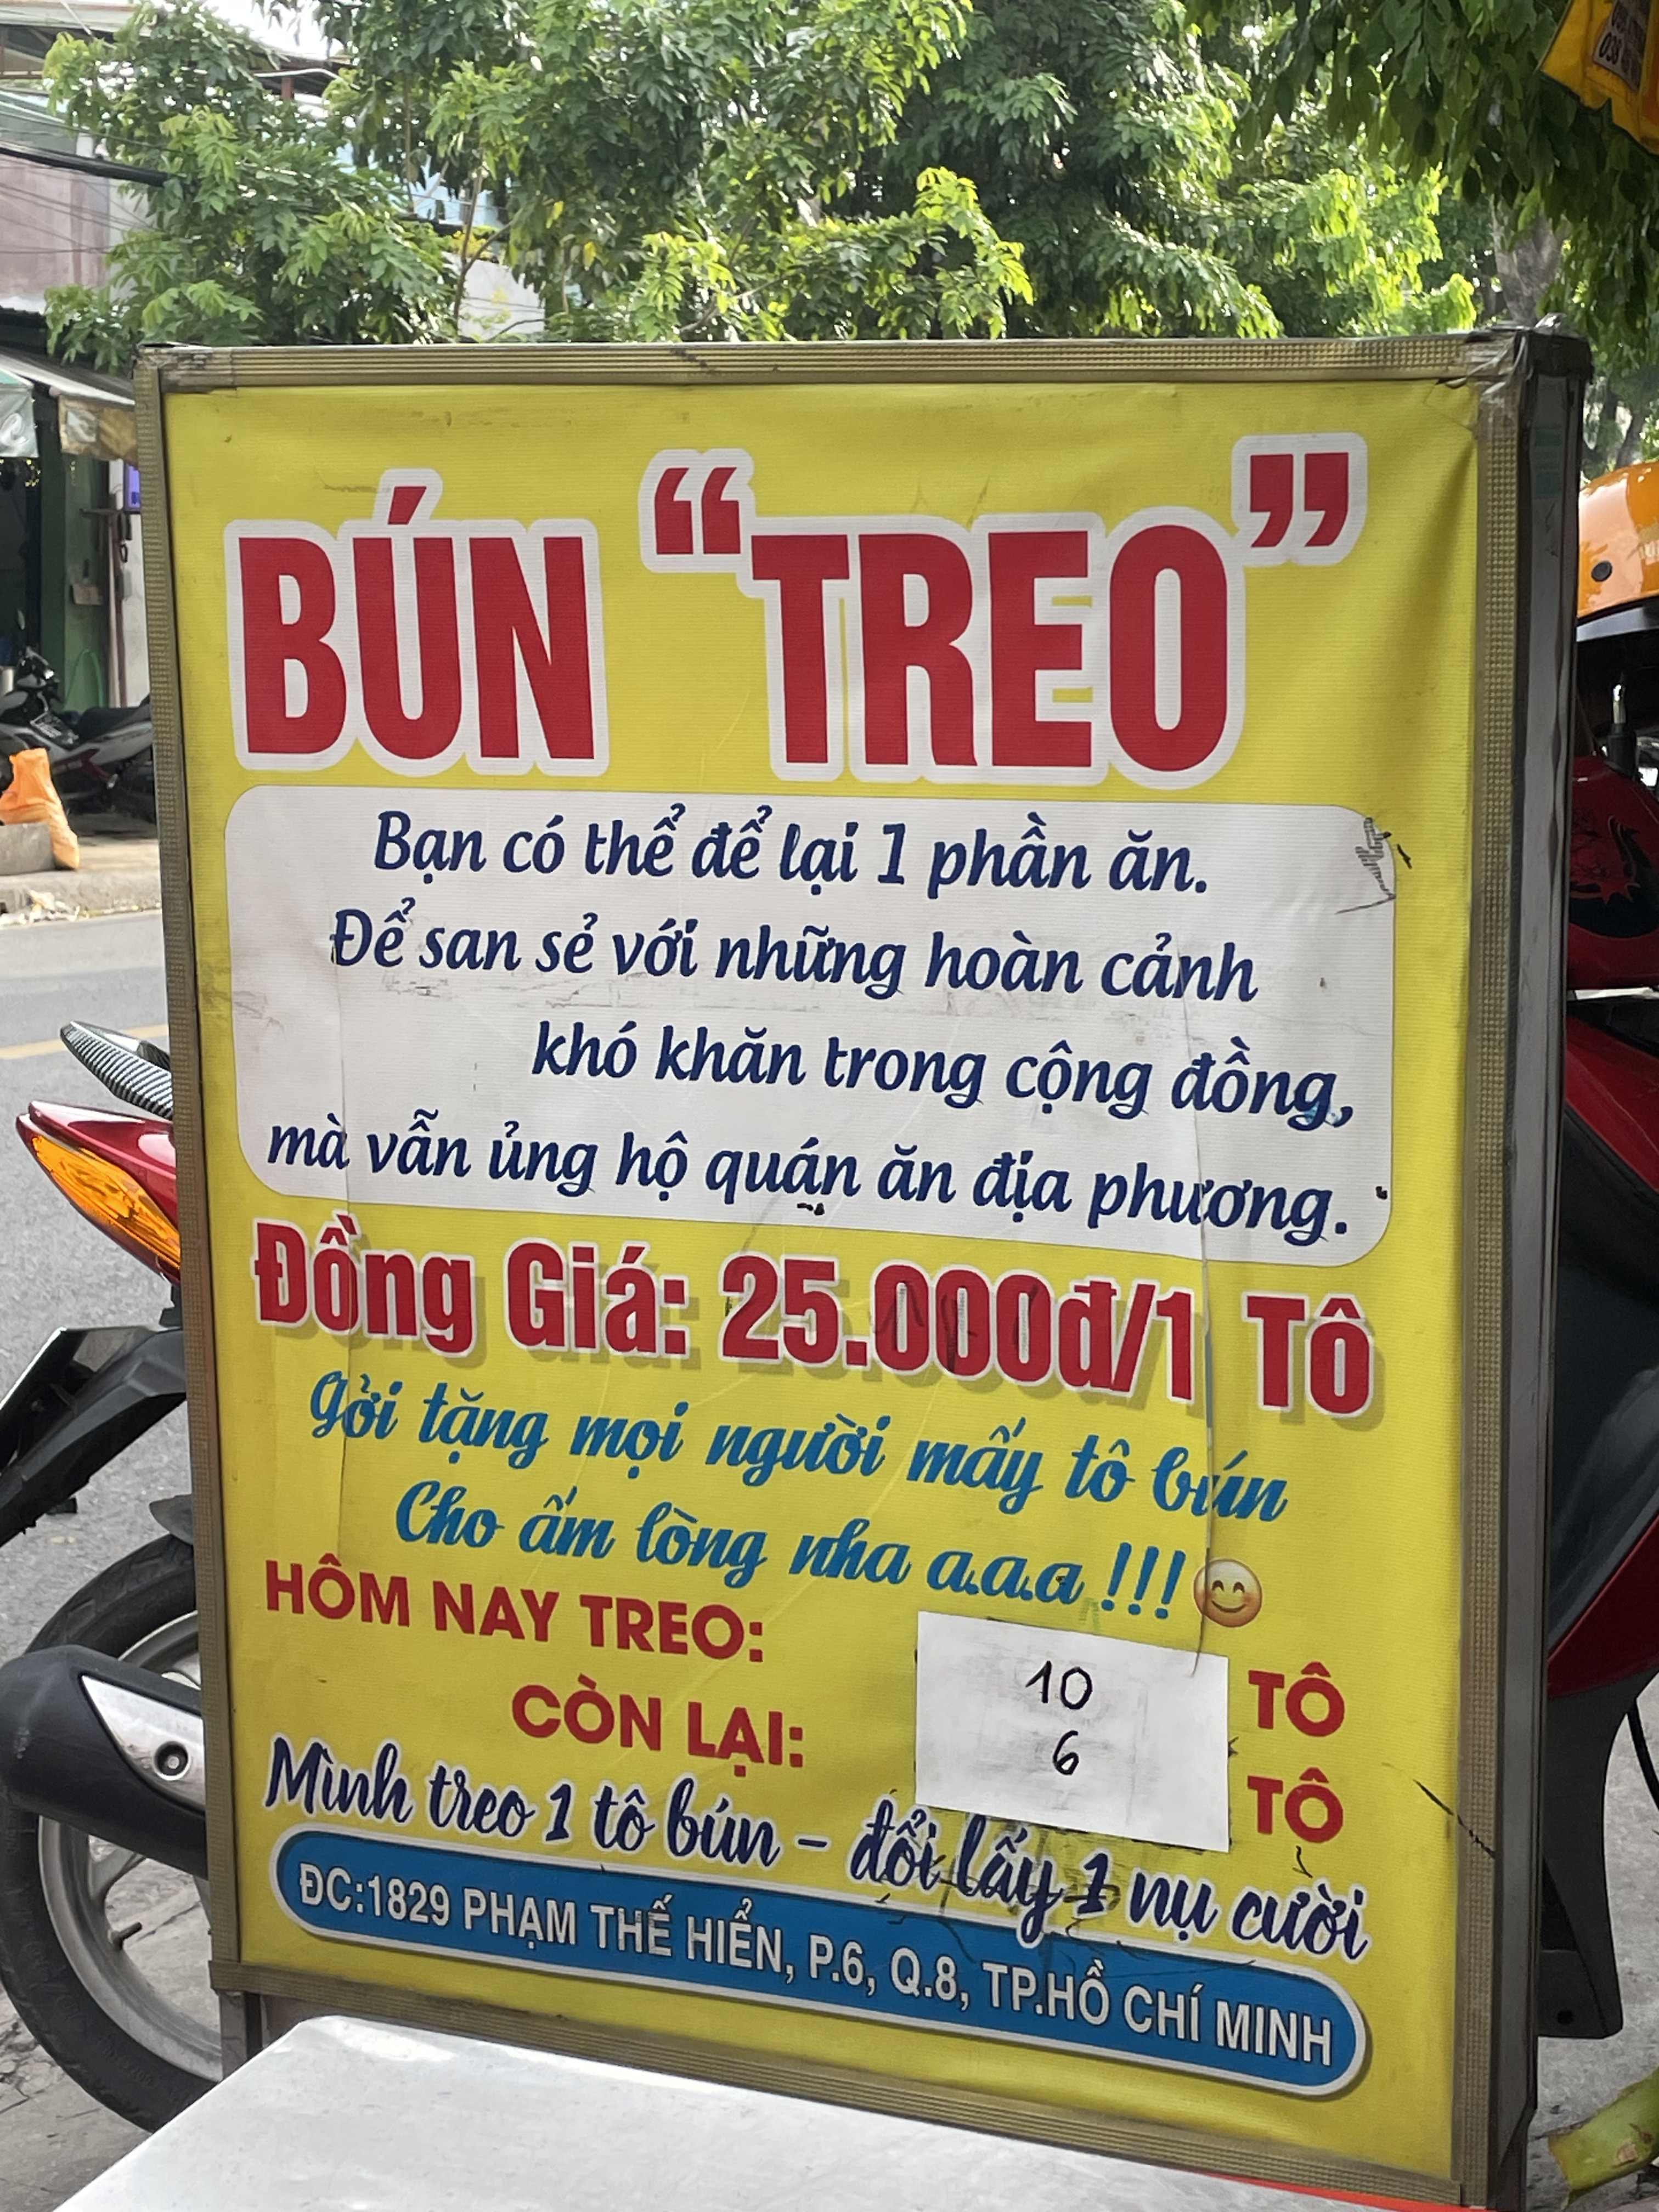 BÚN “TREO”
Bạn có thể để lại 1 phần ăn.
Để san sẻ với những hoàn cảnh
khó khăn trong cộng đồng,
mà vẫn ủng hộ quán ăn địa phương.
Đồng Giá: 25.000đ/1 Tô
gởi tặng mọi người mấy tô bún
Cho ấm lòng nha a.a.a !!!😊
HÔM NAY TREO: 10 TÔ
CÒN LẠI: 6 TÔ
Mình treo 1 tô bún - đổi lấy 1 nụ cười
ĐC:1829 PHẠM THẾ HIỂN, P.6, Q.8, TP.HỒ CHÍ MINH